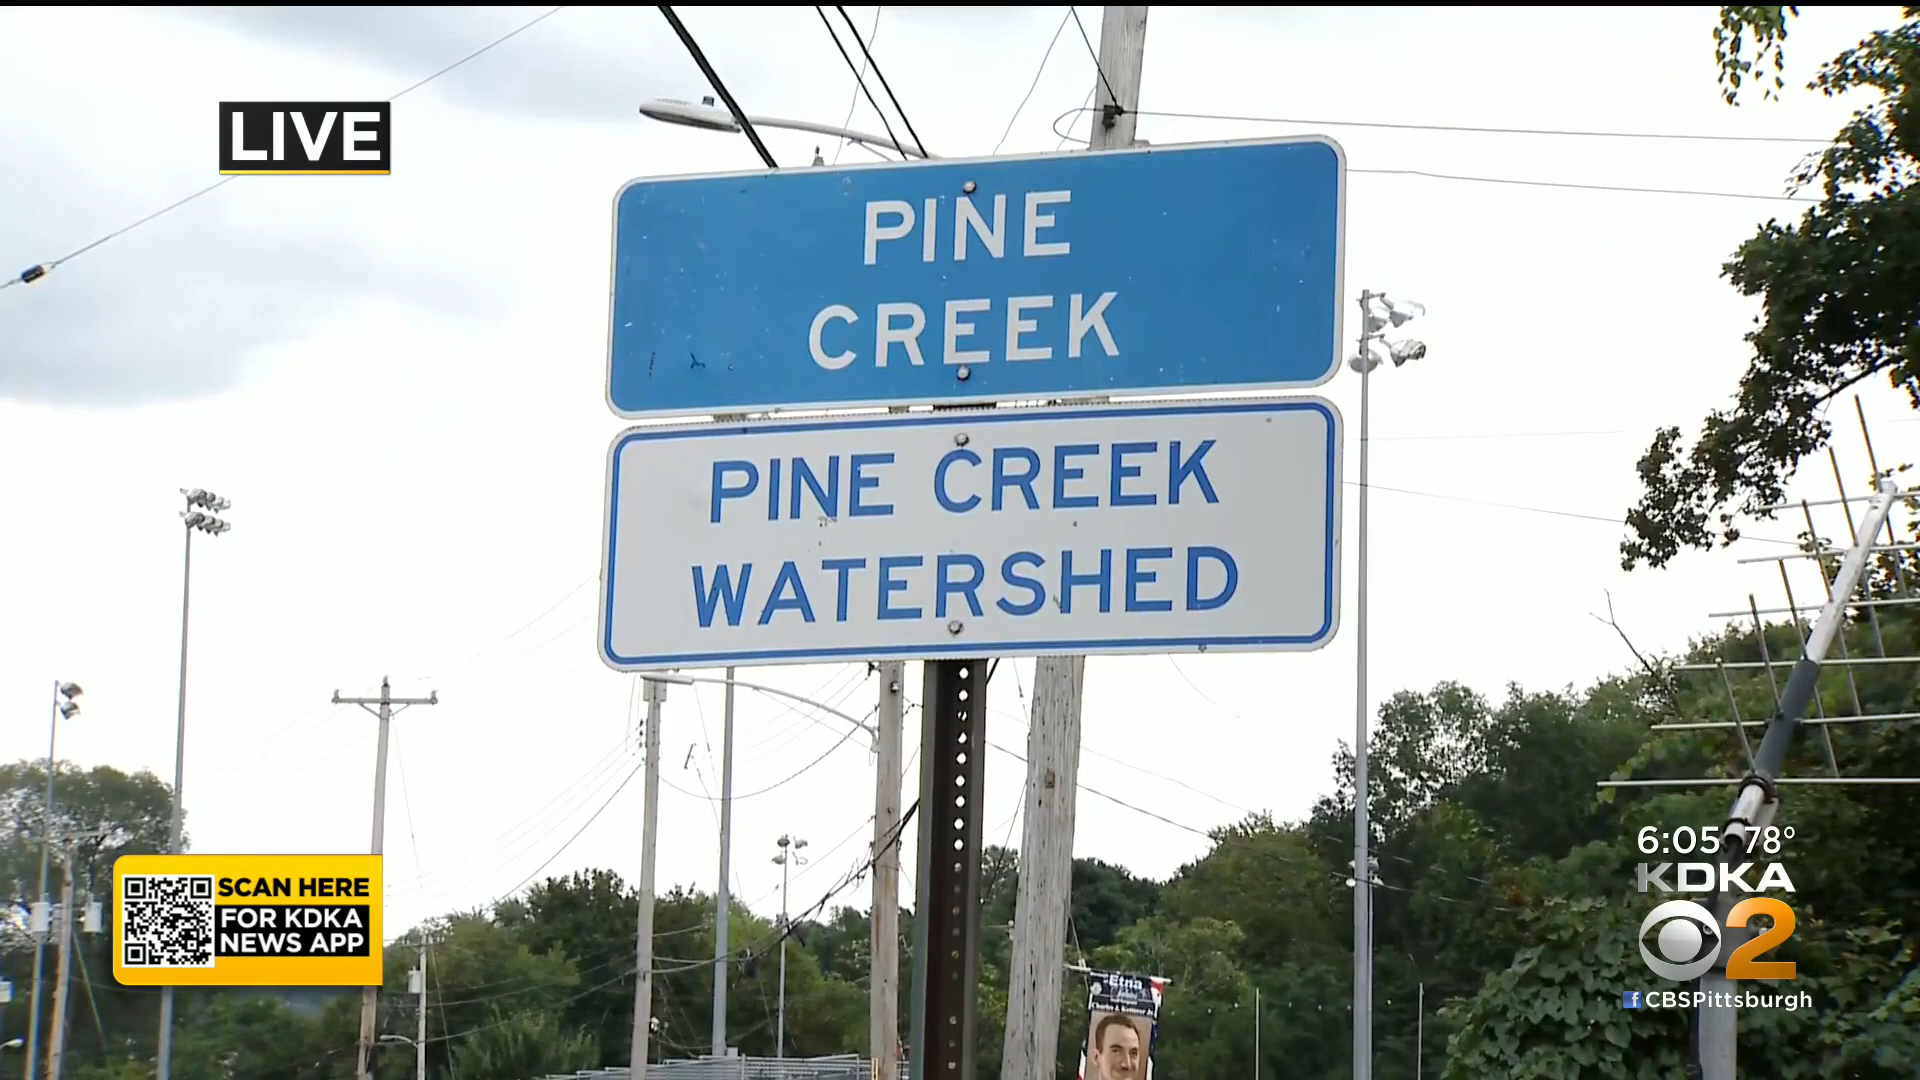 LIVE
PINE
CREEK
PINE CREEK
WATERSHED
SCAN HERE
FOR KDKA
NEWS APP
6:05 78°
KDKA
2
f CBSPittsburgh
Etna